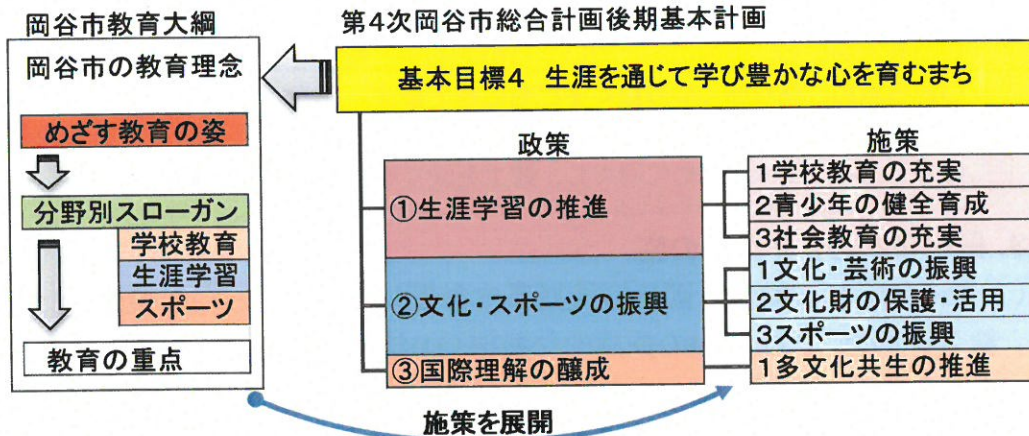 岡谷市教育大綱
岡谷市の教育理念
めざす教育の姿
分野別スローガン
学校教育
生涯学習
スポーツ
教育の重点
第4次岡谷市総合計画後期基本計画
基本目標4 生涯を通じて学び豊かな心を育むまち
政策
①生涯学習の推進
②文化・スポーツの振興
③国際理解の醸成
施策
1学校教育の充実
2青少年の健全育成
3社会教育の充実
1文化・芸術の振興
2文化財の保護・活用
3スポーツの振興
1多文化共生の推進
施策を展開